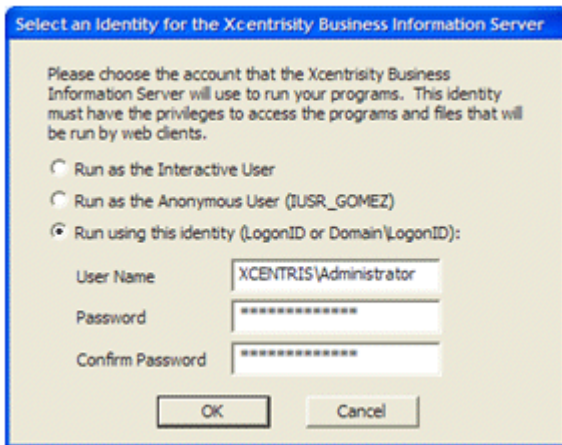 Select an Identity for the Xcentrisity Business Information Server
Please choose the account that the Xcentrisity Business
Information Server will use to run your programs. This identity
must have the privileges to access the programs and files that will
be run by web clients.
Run as the Interactive User
Run as the Anonymous User (IUSR_GOMEZ)
Run using this identity (LogonID or Domain\LogonID):
User Name XCENTRIS\Administrator
Password *************
Confirm Password *************
OK Cancel